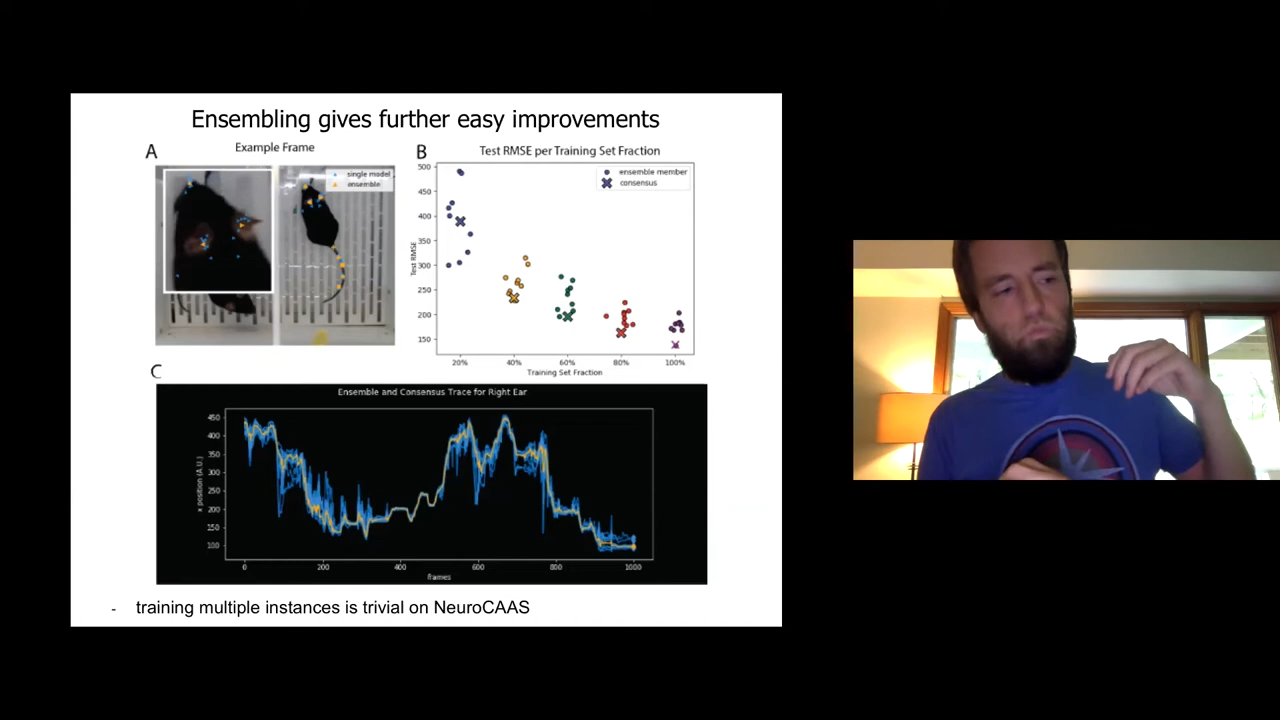 Ensembling gives further easy improvements
A
Example Frame
single model
ensemble
B
Test RMSE per Training Set Fraction
ensemble member
consensus
500
450
400
350
300
250
200
150
Test RMSE
20% 40% 60% 80% 100%
Training Set Fraction
C
Ensemble and Consensus Trace for Right Ear
450
400
350
300
250
200
150
100
x position (A.U.)
0 200 400 600 800 1000
frames
- training multiple instances is trivial on NeuroCAAS